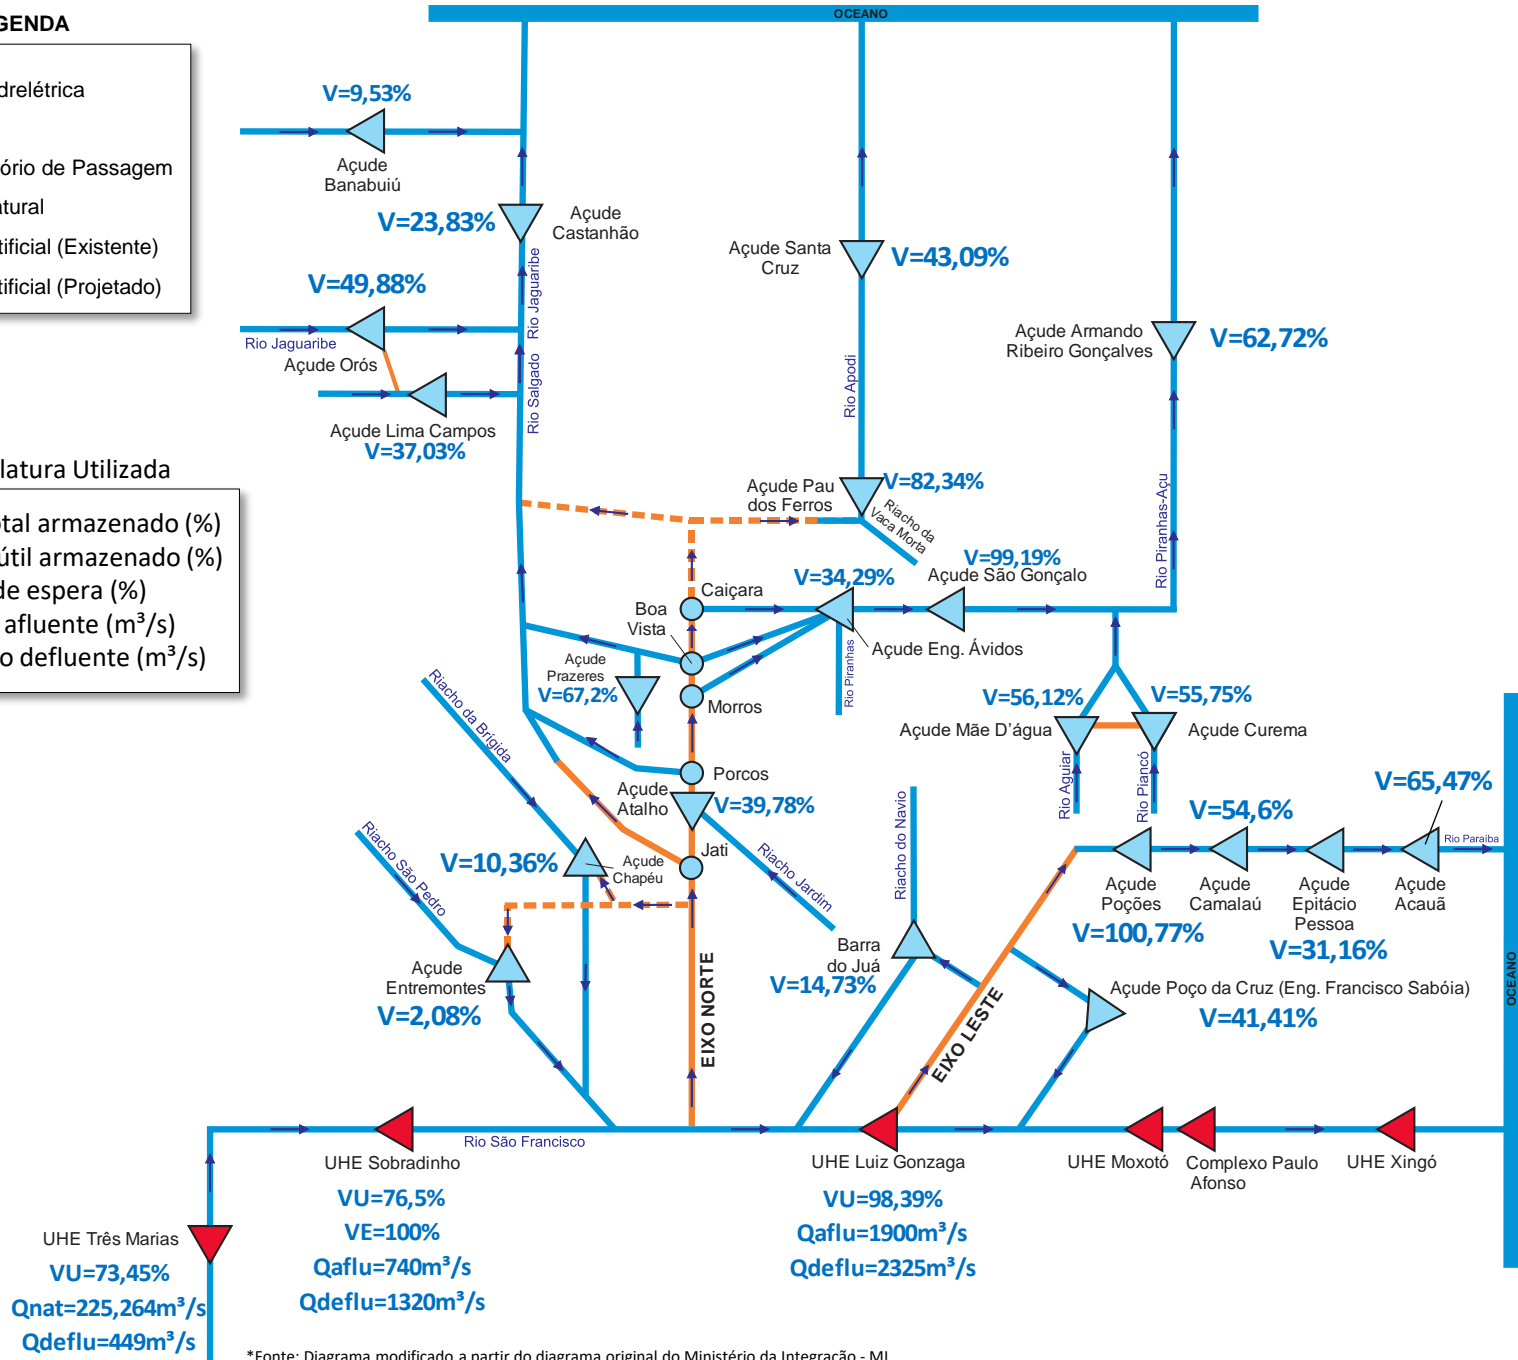 GENDA
drelétrica
ório de Passagem
atural
tificial (Existente)
tificial (Projetado)
latura Utilizada
otal armazenado (%)
útil armazenado (%)
de espera (%)
afluente (m³/s)
o defluente (m³/s)
OCEANO
V=9,53%
Açude
Banabuiú
V=23,83%
Açude
Castanhão
Rio Jaguaribe
V=49,88%
Rio Jaguaribe
Açude Orós
Rio Salgado
Açude Lima Campos
V=37,03%
Açude Santa
Cruz
V=43,09%
Rio Apodi
Açude Armando
Ribeiro Gonçalves
V=62,72%
Rio Piranhas-Açu
Açude Pau
dos Ferros
V=82,34%
Riacho da
Vaca Morta
V=99,19%
Açude São Gonçalo
V=34,29%
Açude Eng. Ávidos
Rio Piranhas
Caiçara
Boa
Vista
Morros
Açude
Prazeres
V=67,2%
Porcos
Açude
Atalho
V=39,78%
Jati
Riacho Jardim
Riacho da Brígida
Riacho São Pedro
V=10,36%
Açude
Chapéu
Açude
Entremontes
V=2,08%
EIXO NORTE
V=56,12%
V=55,75%
Açude Mãe D'água
Açude Curema
Rio Aguiar
Rio Piancó
V=65,47%
V=54,6%
Rio Paraíba
Açude
Poções
V=100,77%
Açude
Camalaú
Açude
Epitácio
Pessoa
V=31,16%
Açude
Acauã
Riacho do Navio
Barra
do Juá
V=14,73%
EIXO LESTE
Açude Poço da Cruz (Eng. Francisco Sabóia)
V=41,41%
OCEANO
Rio São Francisco
UHE Sobradinho
VU=76,5%
VE=100%
Qaflu=740m³/s
Qdeflu=1320m³/s
UHE Luiz Gonzaga
VU=98,39%
Qaflu=1900m³/s
Qdeflu=2325m³/s
UHE Moxotó
Complexo Paulo
Afonso
UHE Xingó
UHE Três Marias
VU=73,45%
Qnat=225,264m³/s
Qdeflu=449m³/s
*Fonte: Diagrama modificado a partir do diagrama original do Ministério da Integração - MI